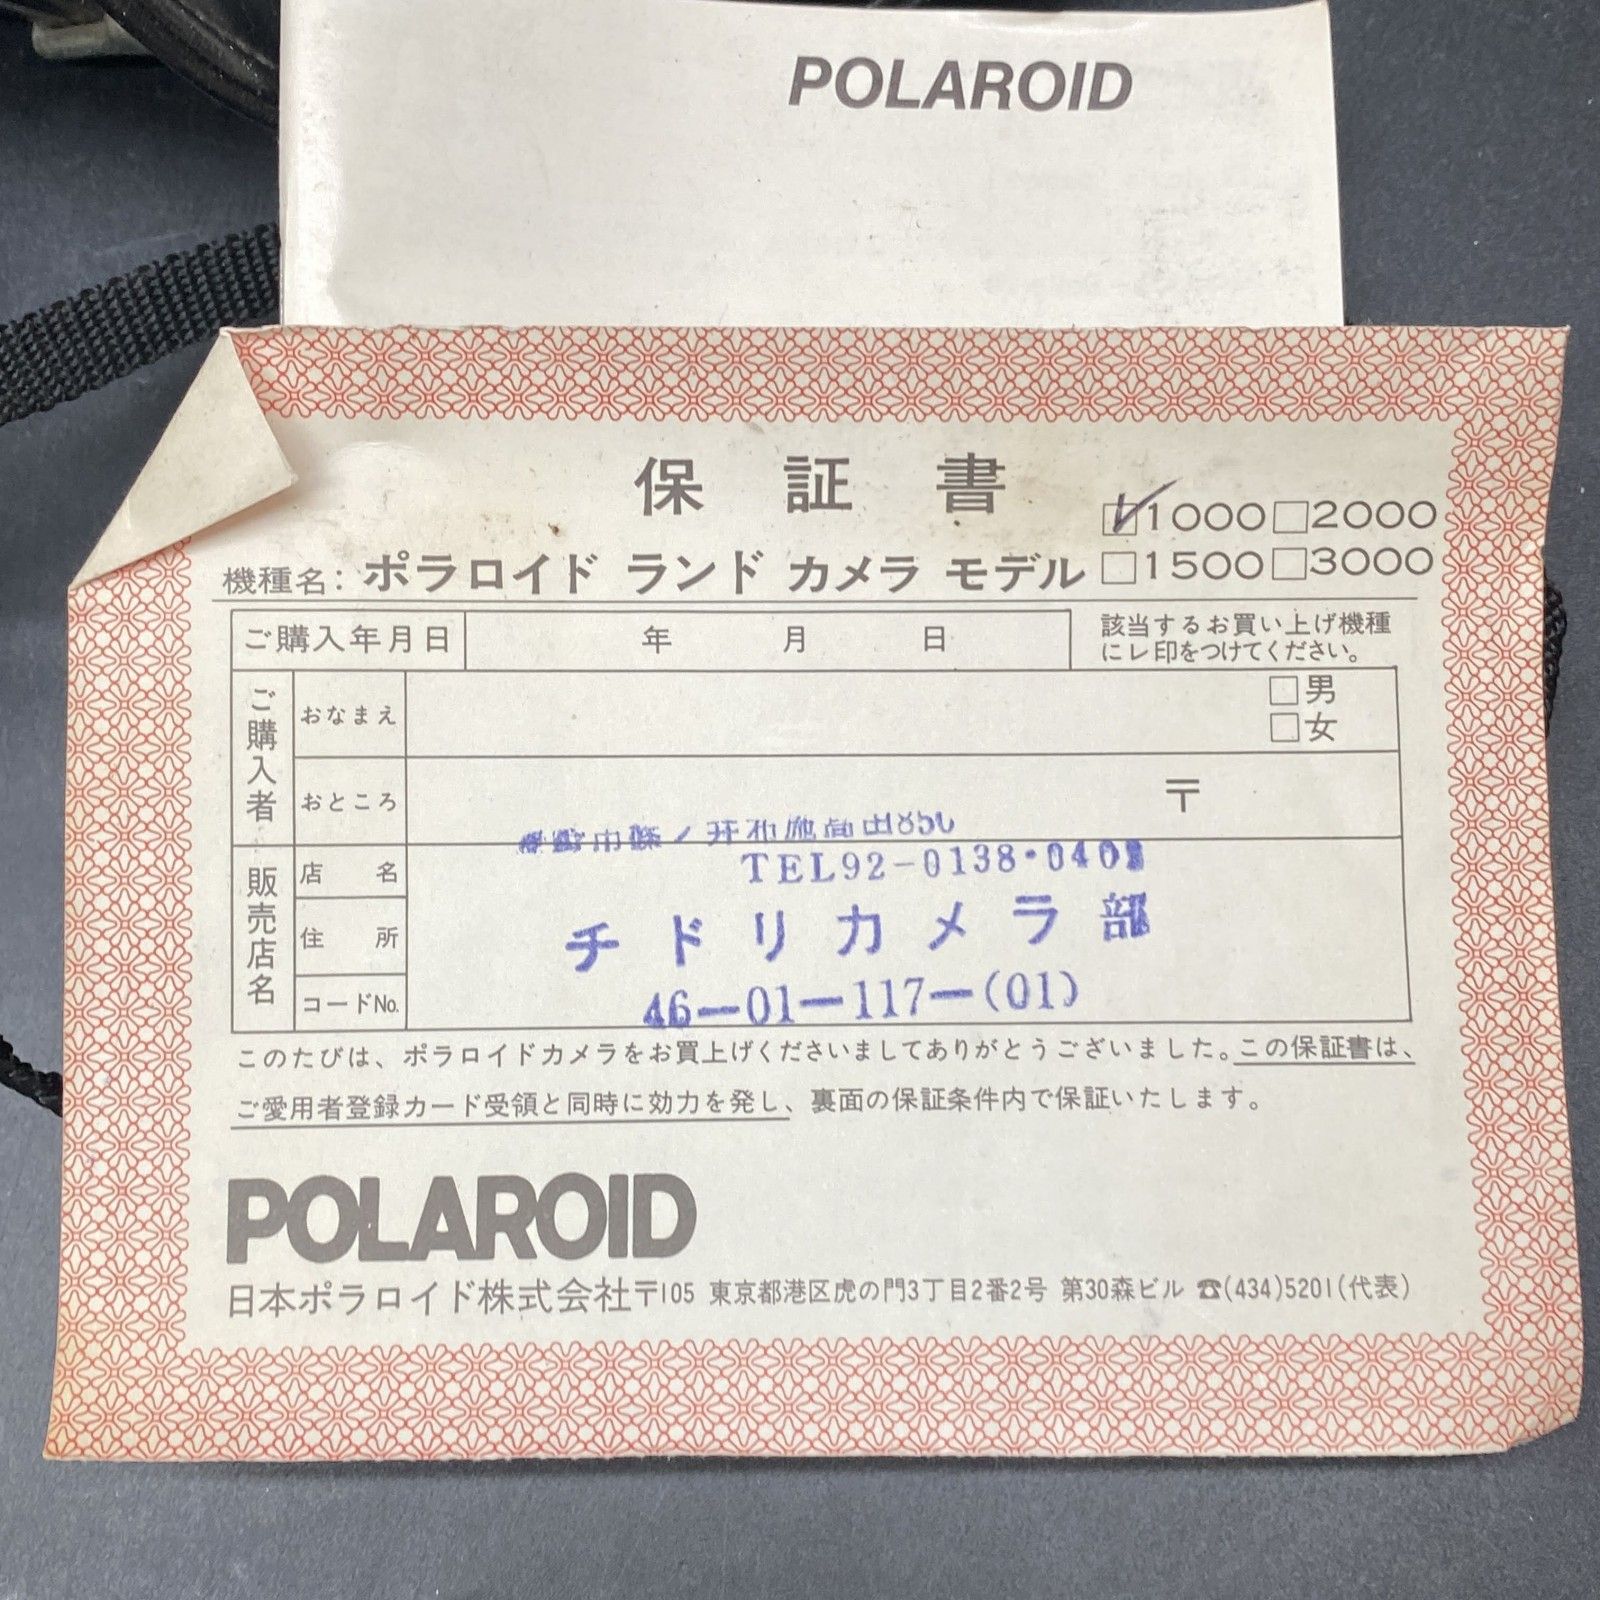 POLAROID
保証書
☑1000 □2000
機種名: ポラロイド ランド カメラ モデル □1500 □3000
ご購入年月日 年 月 日
該当するお買い上げ機種
にレ印をつけてください。
ご購入者
おなまえ
□男
□女
おところ 〒
TEL92-0138・040
販売店名
店名
住所
チドリカメラ部
コードNo.
46-01-117-(01)
このたびは、ポラロイドカメラをお買上げくださいましてありがとうございました。この保証書は、
ご愛用者登録カード受領と同時に効力を発し、裏面の保証条件内で保証いたします。
POLAROID
日本ポラロイド株式会社〒105 東京都港区虎の門3丁目2番2号 第30森ビル ☎(434)5201(代表)